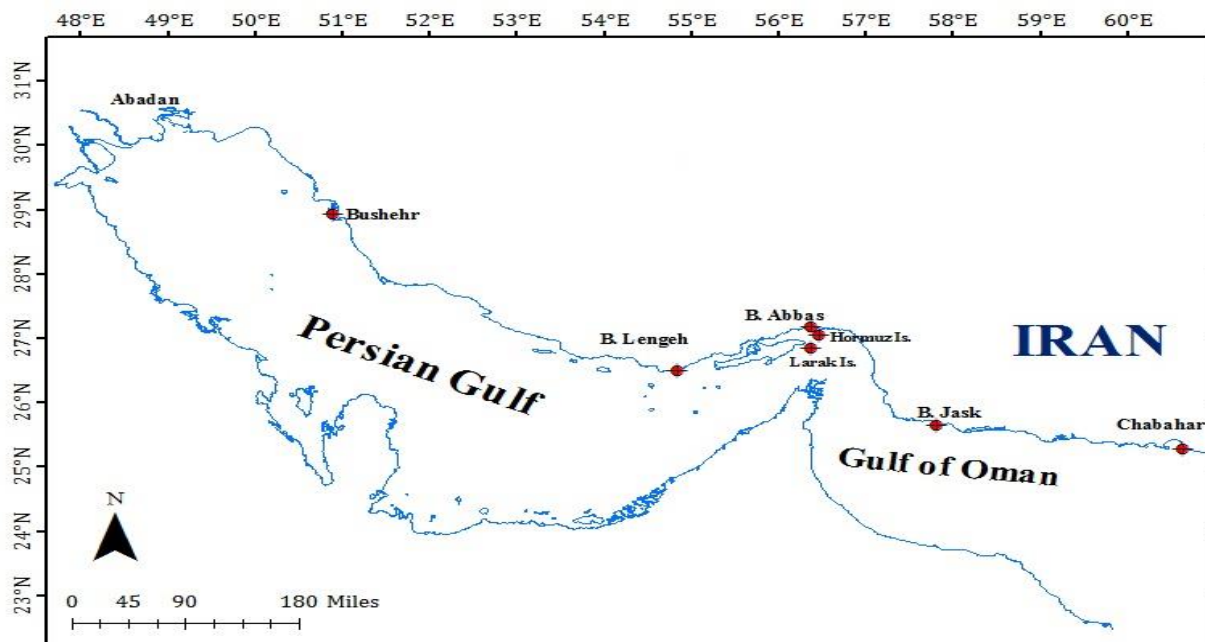 48°E 49°E 50°E 51°E 52°E 53°E 54°E 55°E 56°E 57°E 58°E 59°E 60°E
31°N
Abadan
30°N
29°N
Bushehr
28°N
27°N
Persian Gulf
B. Lengeh
B. Abbas
Hormuz Is.
Larak Is.
IRAN
26°N
B. Jask
Chabahar
25°N
Gulf of Oman
24°N
N
23°N
0 45 90 180 Miles